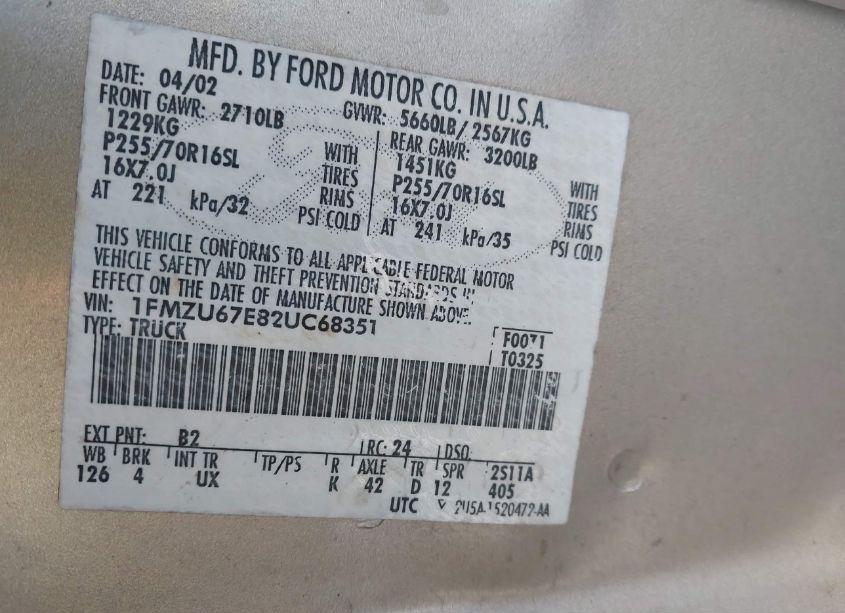 MFD. BY FORD MOTOR CO. IN U.S.A.
DATE: 04/02 GVWR: 5660LB/2567KG
FRONT GAWR: 2710LB REAR GAWR: 3200LB
1229KG WITH 1451KG WITH
P255/70R16SL TIRES P255/70R16SL TIRES
16X7.0J RIMS 16X7.0J RIMS
AT 221 kPa/32 PSI COLD AT 241 kPa/35 PSI COLD
THIS VEHICLE CONFORMS TO ALL APPLICABLE FEDERAL MOTOR
VEHICLE SAFETY AND THEFT PREVENTION STANDARDS IN
EFFECT ON THE DATE OF MANUFACTURE SHOWN ABOVE.
VIN: 1FMZU67E82UC68351
TYPE: TRUCK T0325
EXT PNT: B2 RC: 24 DSO:
WB BRK INT TR TP/PS R AXLE TR SPR 2S11A
126 4 UX K 42 D 12 405
UTC